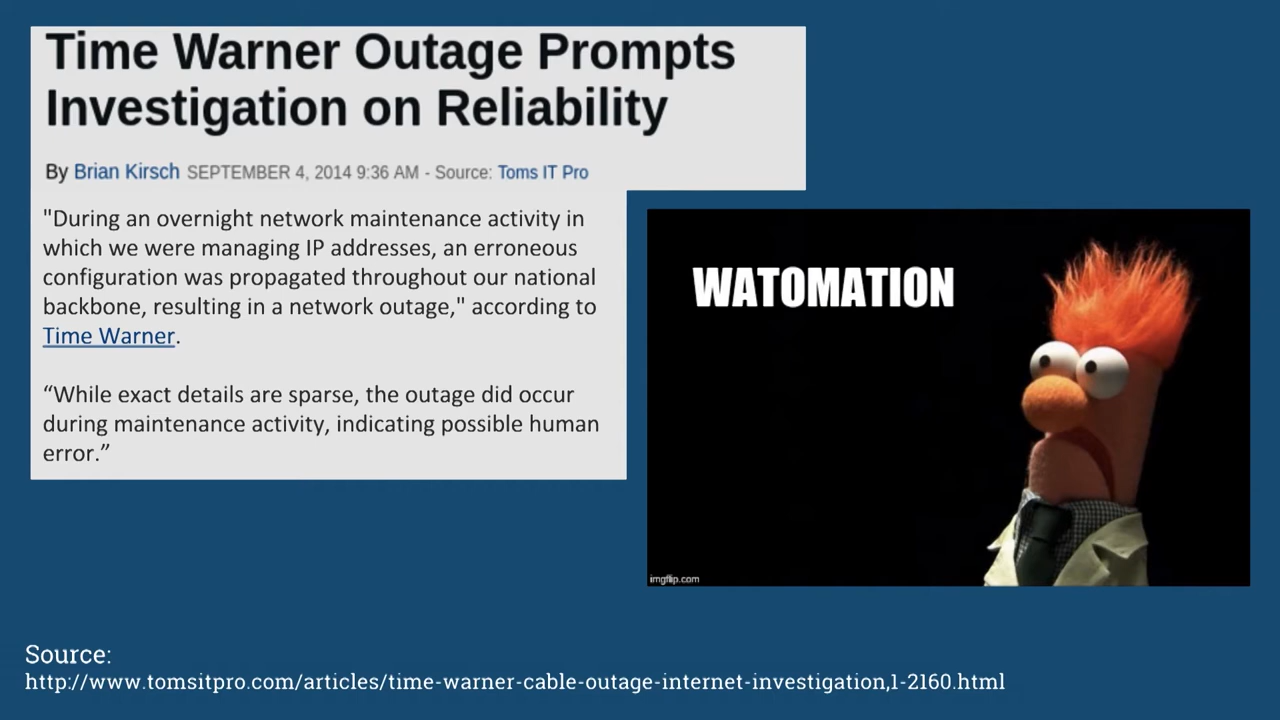 Time Warner Outage Prompts
Investigation on Reliability
By Brian Kirsch SEPTEMBER 4, 2014 9:36 AM - Source: Toms IT Pro
"During an overnight network maintenance activity in
which we were managing IP addresses, an erroneous
configuration was propagated throughout our national
backbone, resulting in a network outage," according to
Time Warner.
“While exact details are sparse, the outage did occur
during maintenance activity, indicating possible human
error.”
WATOMATION
imgflip.com
Source:
http://www.tomsitpro.com/articles/time-warner-cable-outage-internet-investigation,1-2160.html